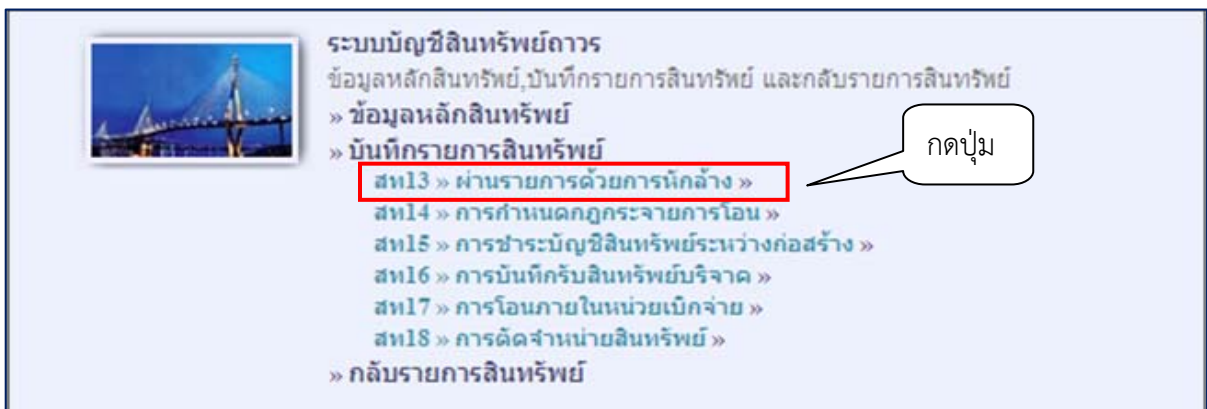 ระบบบัญชีสินทรัพย์ถาวร
ข้อมูลหลักสินทรัพย์,บันทึกรายการสินทรัพย์ และกลับรายการสินทรัพย์
» ข้อมูลหลักสินทรัพย์
» บันทึกรายการสินทรัพย์
กดปุ่ม
สท13 » ผ่านรายการด้วยการหักล้าง »
สท14 » การกำหนดกฎกระจายการโอน »
สท15 » การชำระบัญชีสินทรัพย์ระหว่างก่อสร้าง »
สท16 » การบันทึกรับสินทรัพย์บริจาค »
สท17 » การโอนภายในหน่วยเบิกจ่าย »
สท18 » การตัดจำหน่ายสินทรัพย์ »
» กลับรายการสินทรัพย์